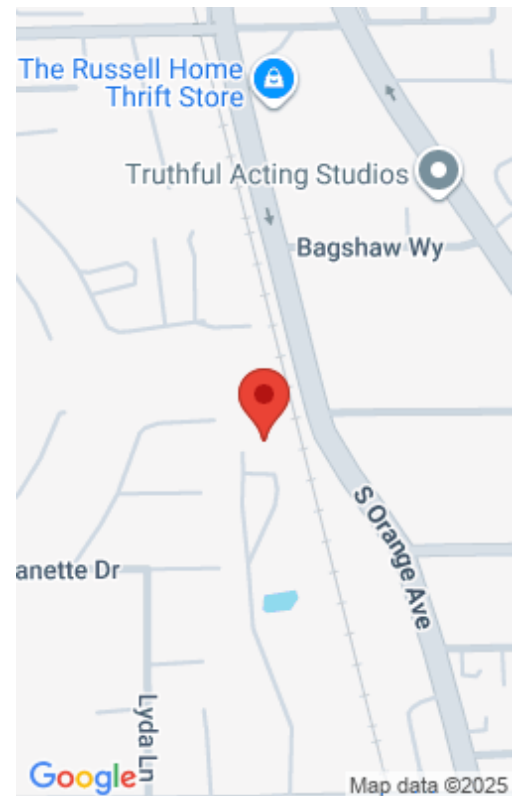 The Russell Home
Thrift Store
Truthful Acting Studios
Bagshaw Wy
S Orange Ave
anette Dr
Lyda Ln
Google
Map data ©2025